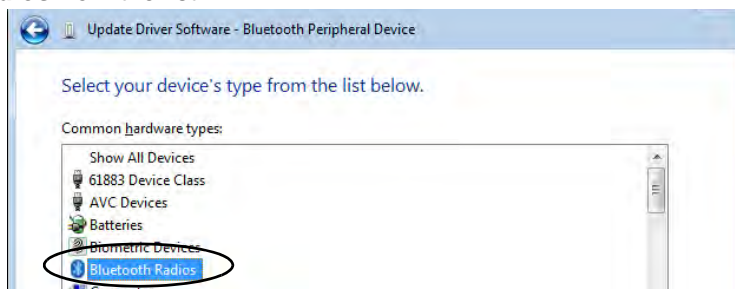 Update Driver Software - Bluetooth Peripheral Device
Select your device's type from the list below.
Common hardware types:
Show All Devices
61883 Device Class
AVC Devices
Batteries
Biometric Devices
Bluetooth Radios